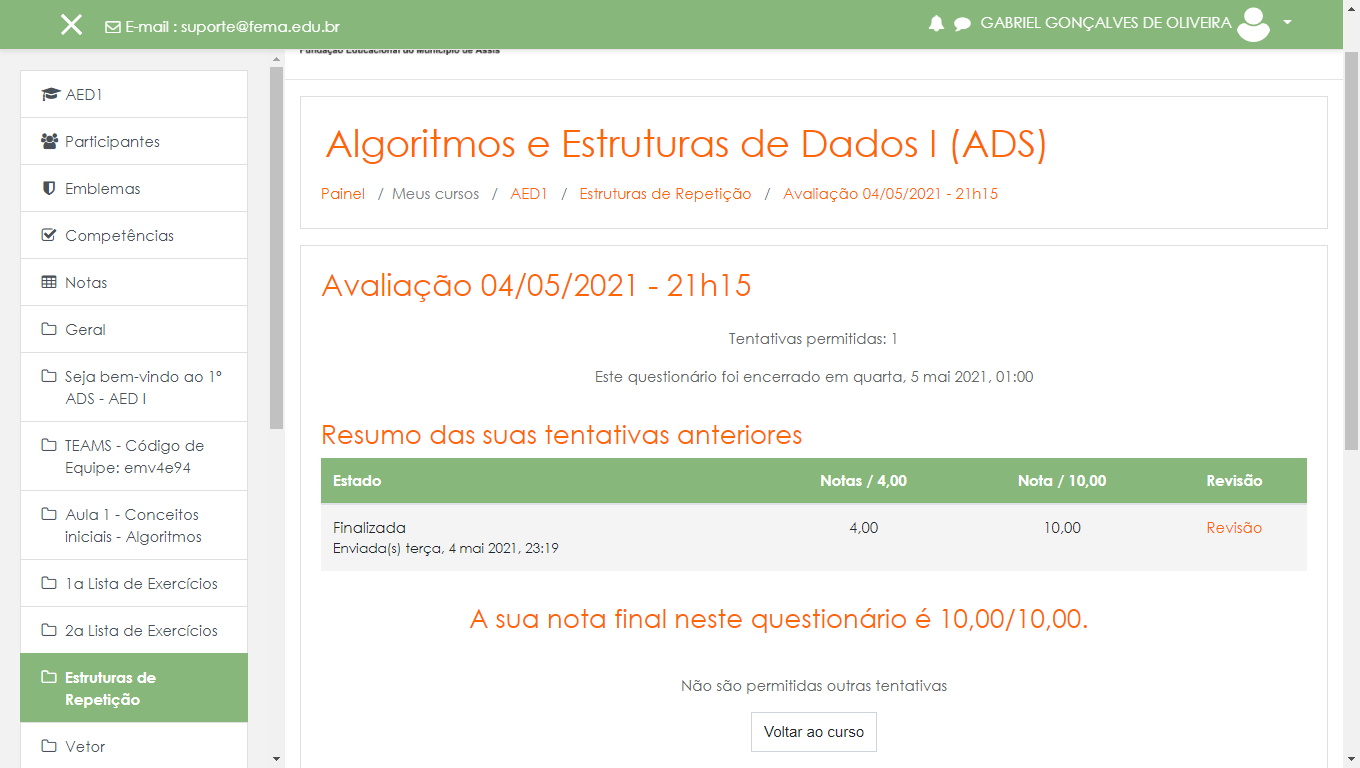 E-mail : suporte@fema.edu.br
GABRIEL GONÇALVES DE OLIVEIRA
Fundação Educacional do Município de Assis
AED1
Participantes
Emblemas
Competências
Notas
Geral
Seja bem-vindo ao 1º
ADS - AED I
TEAMS - Código de
Equipe: emv4e94
Aula 1 - Conceitos
iniciais - Algoritmos
1a Lista de Exercícios
2a Lista de Exercícios
Estruturas de
Repetição
Vetor
Algoritmos e Estruturas de Dados I (ADS)
Painel / Meus cursos / AED1 / Estruturas de Repetição / Avaliação 04/05/2021 - 21h15
Avaliação 04/05/2021 - 21h15
Tentativas permitidas: 1
Este questionário foi encerrado em quarta, 5 mai 2021, 01:00
Resumo das suas tentativas anteriores
Estado Notas / 4,00 Nota / 10,00 Revisão
Finalizada 4,00 10,00 Revisão
Enviada(s) terça, 4 mai 2021, 23:19
A sua nota final neste questionário é 10,00/10,00.
Não são permitidas outras tentativas
Voltar ao curso